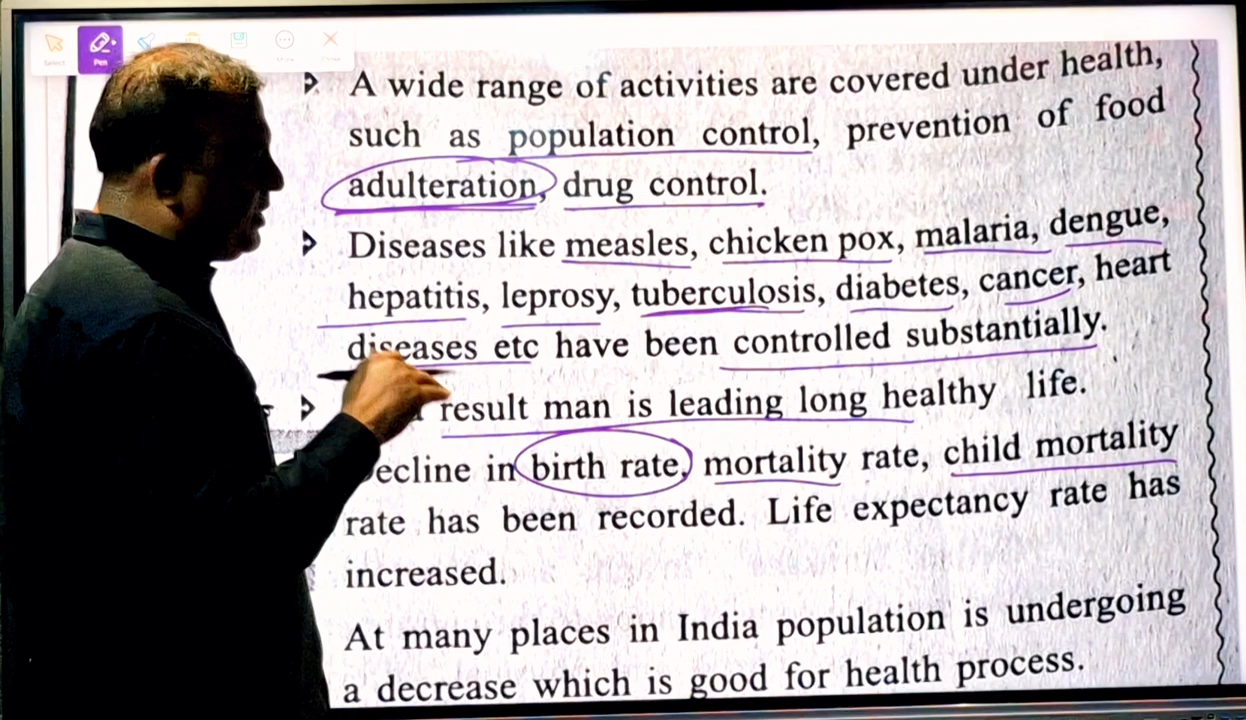 Select
Pen
A wide range of activities are covered under health,
such as population control, prevention of food
adulteration, drug control.
Diseases like measles, chicken pox, malaria, dengue,
hepatitis, leprosy, tuberculosis, diabetes, cancer, heart
diseases etc have been controlled substantially.
result man is leading long healthy life.
in birth rate, mortality rate, child mortality
rate has been recorded. Life expectancy rate has
increased.
At many places in India population is undergoing
a decrease which is good for health process.